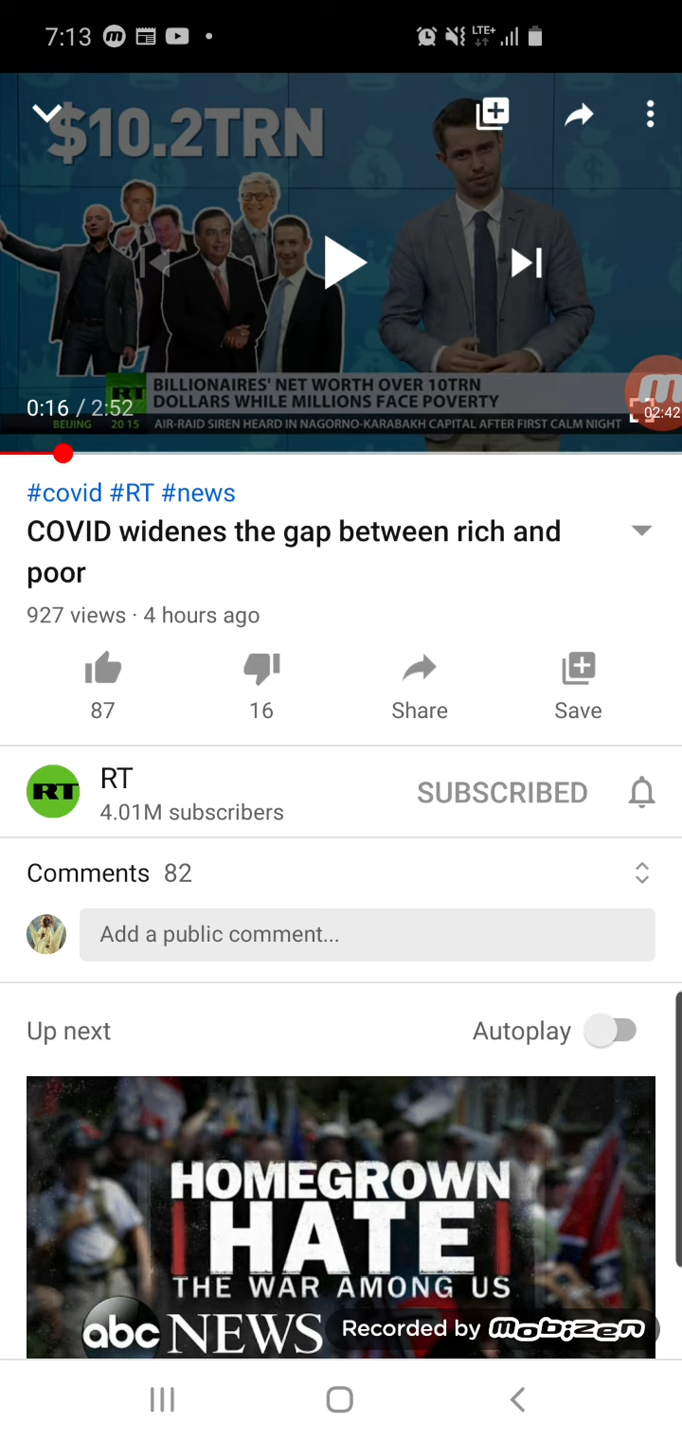 7:13
LTE+
$10.2TRN
RT
BILLIONAIRES' NET WORTH OVER 10TRN
DOLLARS WHILE MILLIONS FACE POVERTY
0:16 / 2:52
02:42
BEIJING 20 15 AIR-RAID SIREN HEARD IN NAGORNO-KARABAKH CAPITAL AFTER FIRST CALM NIGHT
#covid #RT #news
COVID widenes the gap between rich and
poor
927 views · 4 hours ago
87
16
Share
Save
RT
RT
4.01M subscribers
SUBSCRIBED
Comments 82
Add a public comment...
Up next
Autoplay
HOMEGROWN
HATE
THE WAR AMONG US
abc NEWS
Recorded by mobizen